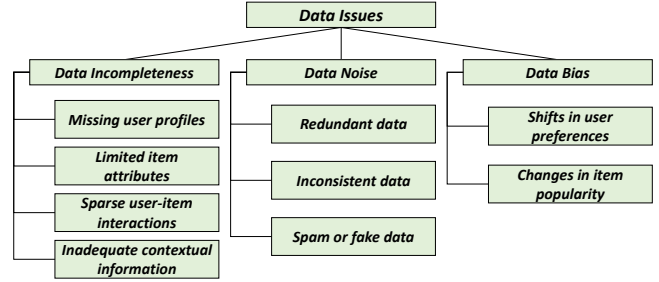 Data Issues
Data Incompleteness
Missing user profiles
Limited item
attributes
Sparse user-item
interactions
Inadequate contextual
information
Data Noise
Redundant data
Inconsistent data
Spam or fake data
Data Bias
Shifts in user
preferences
Changes in item
popularity